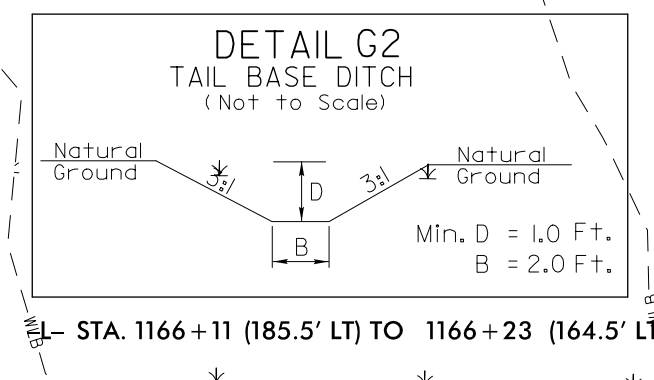 DETAIL G2
TAIL BASE DITCH
(Not to Scale)
Natural
Ground
3:1
D
3:1
Natural
Ground
B
Min. D = 1.0 Ft.
B = 2.0 Ft.
WLB
L– STA. 1166+11 (185.5' LT) TO 1166+23 (164.5' LT